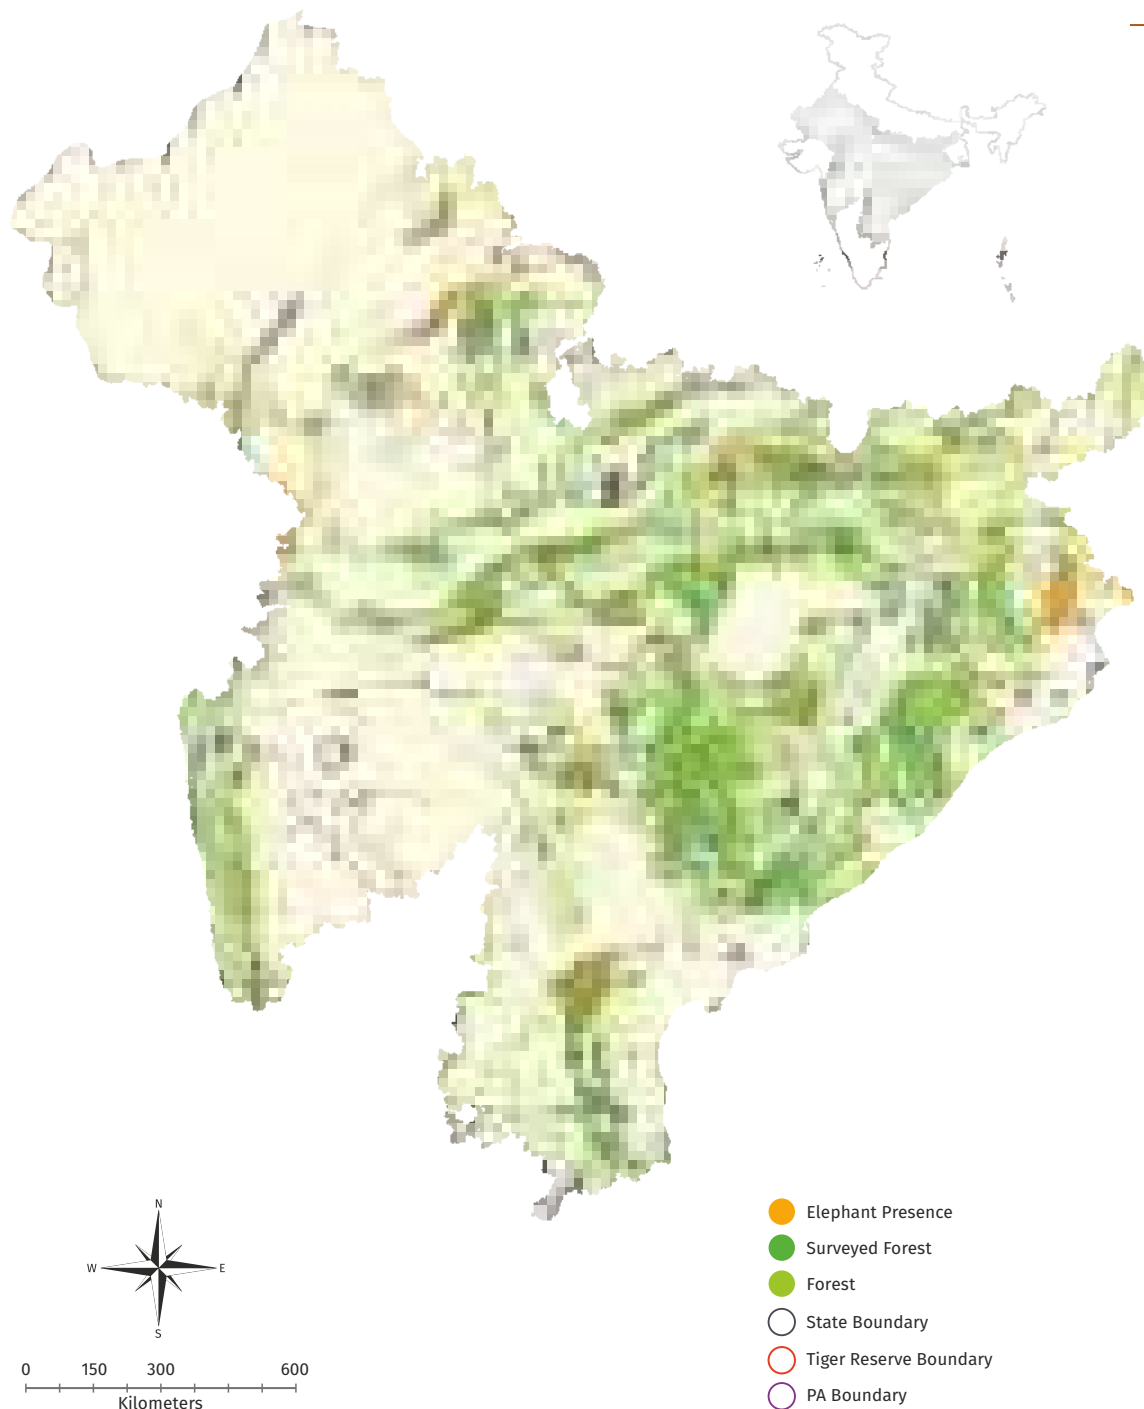 N
W E
S
0 150 300 600
Kilometers
Elephant Presence
Surveyed Forest
Forest
State Boundary
Tiger Reserve Boundary
PA Boundary